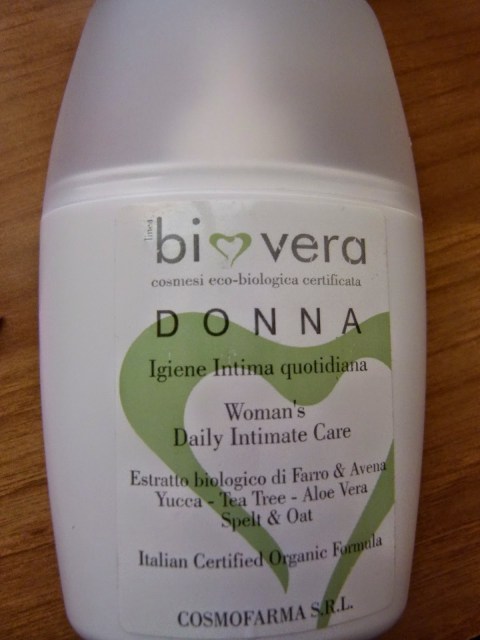 linea
bi vera
cosmesi eco-biologica certificata
DONNA
Igiene Intima quotidiana
Woman's
Daily Intimate Care
Estratto biologico di Farro & Avena
Yucca - Tea Tree - Aloe Vera
Spelt & Oat
Italian Certified Organic Formula
COSMOFARMA S.R.L.